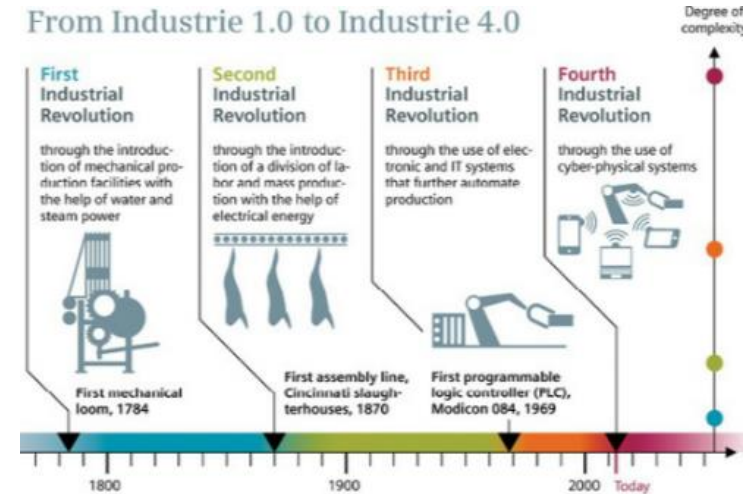 From Industrie 1.0 to Industrie 4.0
Degree of
complexity
First
Industrial
Revolution
through the introduc-
tion of mechanical pro-
duction facilities with
the help of water and
steam power
Second
Industrial
Revolution
through the introduc-
tion of a division of la-
bor and mass produc-
tion with the help of
electrical energy
Third
Industrial
Revolution
through the use of elec-
tronic and IT systems
that further automate
production
Fourth
Industrial
Revolution
through the use of
cyber-physical systems
First mechanical
loom, 1784
First assembly line,
Cincinnati slaugh-
terhouses, 1870
First programmable
logic controller (PLC),
Modicon 084, 1969
1800
1900
2000
Today